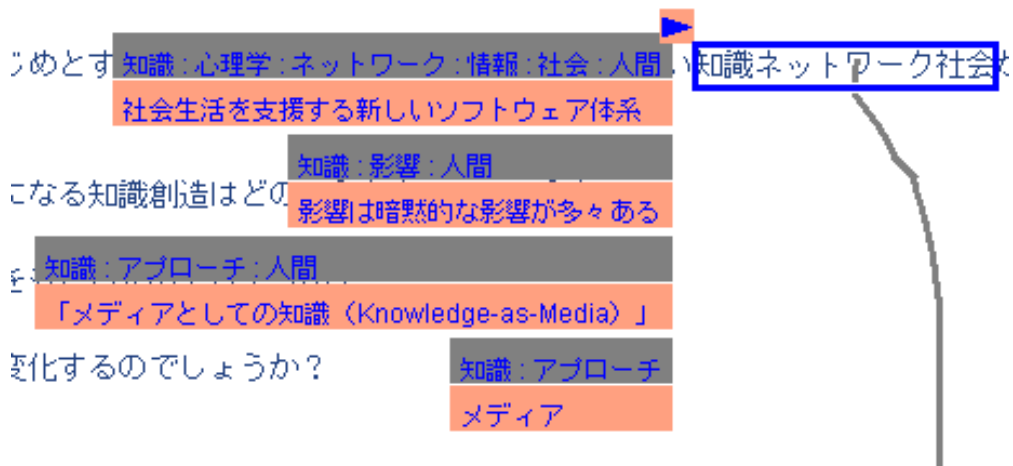 じめとす 知識:心理学:ネットワーク:情報:社会:人間 い知識ネットワーク社会
社会生活を支援する新しいソフトウェア体系
知識:影響:人間
になる知識創造はどの
影響は暗黙的な影響が多々ある
を 知識:アプローチ:人間
「メディアとしての知識(Knowledge-as-Media)」
変化するのでしょうか? 知識:アプローチ
メディア